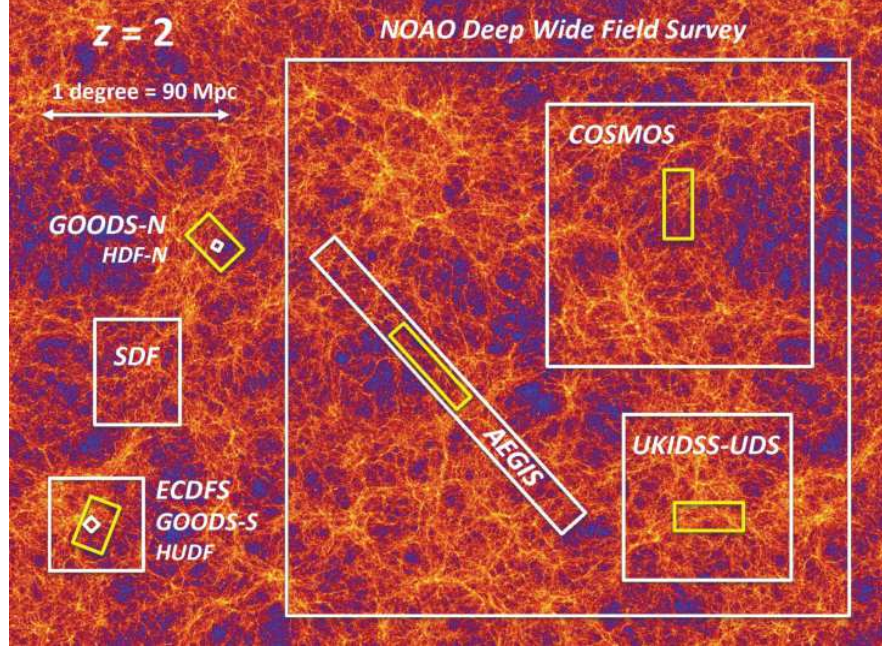 z = 2
NOAO Deep Wide Field Survey
1 degree = 90 Mpc
COSMOS
GOODS-N
HDF-N
SDF
AEGIS
UKIDSS-UDS
ECDFS
GOODS-S
HUDF